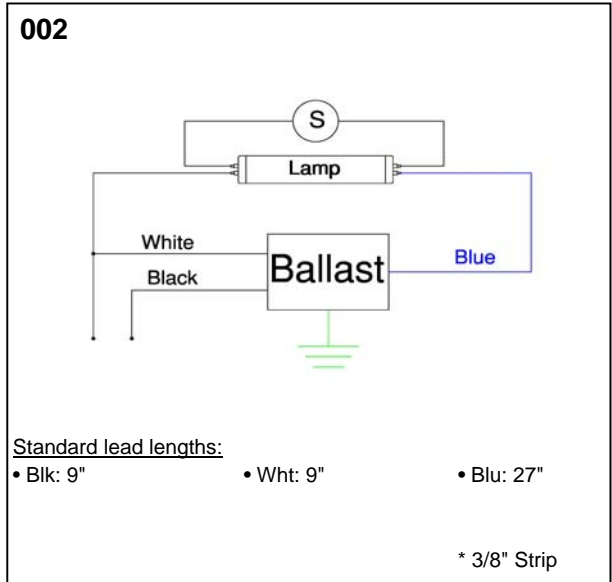 002
S
Lamp
White
Ballast
Blue
Black
Standard lead lengths:
• Blk: 9" • Wht: 9" • Blu: 27"
* 3/8" Strip